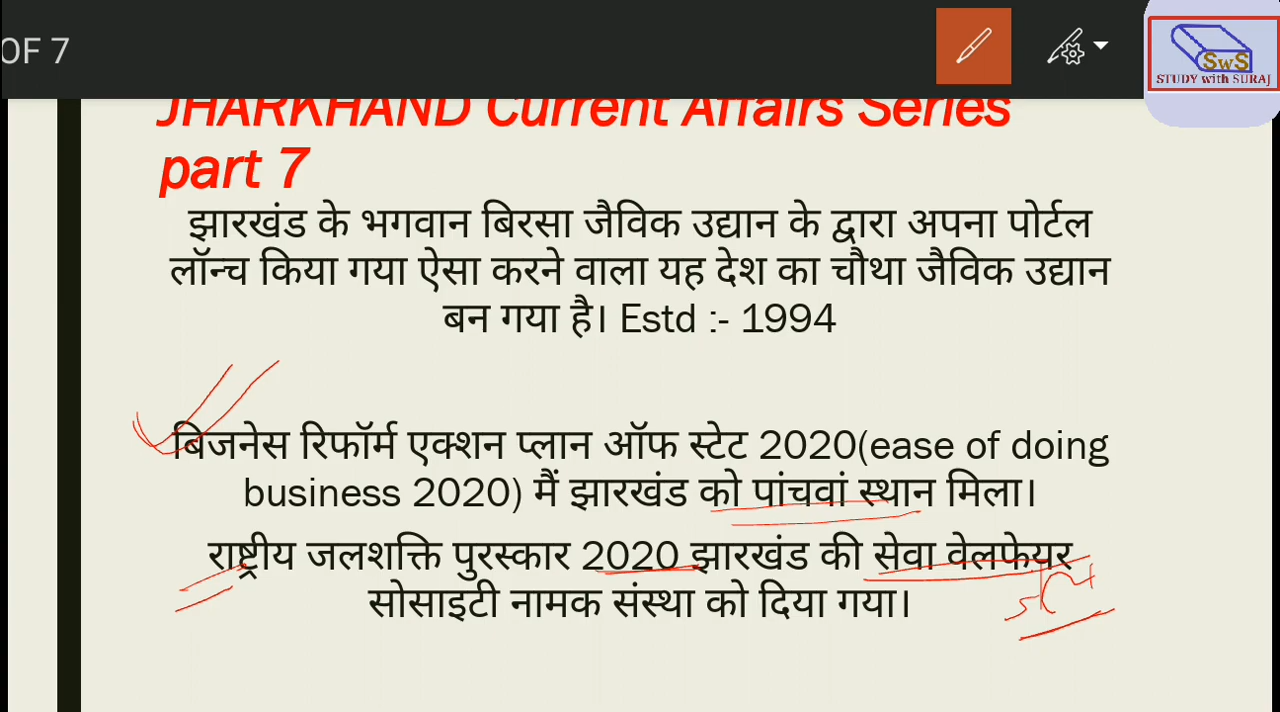 OF 7
SwS
STUDY with SURAJ
JHARKHAND Current Affairs Series
part 7
झारखंड के भगवान बिरसा जैविक उद्यान के द्वारा अपना पोर्टल
लॉन्च किया गया ऐसा करने वाला यह देश का चौथा जैविक उद्यान
बन गया है। Estd :- 1994
बिजनेस रिफॉर्म एक्शन प्लान ऑफ स्टेट 2020(ease of doing
business 2020) मैं झारखंड को पांचवां स्थान मिला।
राष्ट्रीय जलशक्ति पुरस्कार 2020 झारखंड की सेवा वेलफेयर
सोसाइटी नामक संस्था को दिया गया।